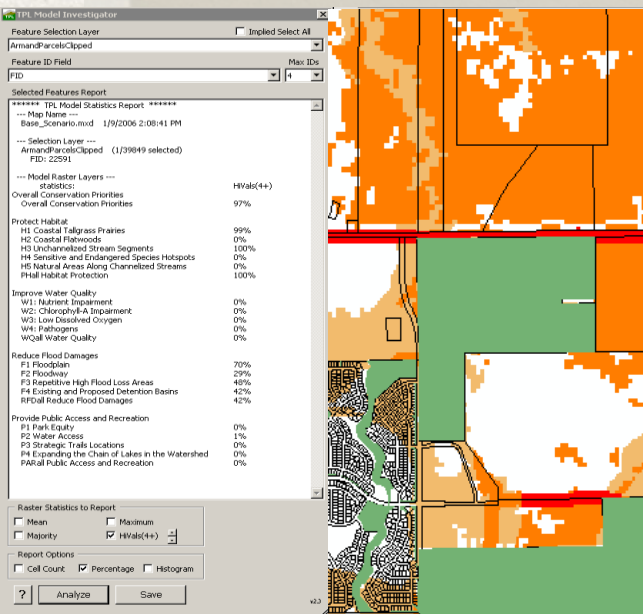 TPL Model Investigator
Feature Selection Layer Implied Select All
ArmandParcelsClipped
Feature ID Field Max IDs
FID 4
Selected Features Report
****** TPL Model Statistics Report ******
--- Map Name ---
Base_Scenario.mxd 1/9/2006 2:08:41 PM
--- Selection Layer ---
ArmandParcelsClipped (1/39849 selected)
FID: 22591
--- Model Raster Layers ---
statistics: HiVals(4+)
Overall Conservation Priorities
Overall Conservation Priorities 97%
Protect Habitat
H1 Coastal Tallgrass Prairies 99%
H2 Coastal Flatwoods 0%
H3 Unchannelized Stream Segments 100%
H4 Sensitive and Endangered Species Hotspots 0%
H5 Natural Areas Along Channelized Streams 0%
PHall Habitat Protection 100%
Improve Water Quality
W1: Nutrient Impairment 0%
W2: Chlorophyll-A Impairment 0%
W3: Low Dissolved Oxygen 0%
W4: Pathogens 0%
WQall Water Quality 0%
Reduce Flood Damages
F1 Floodplain 70%
F2 Floodway 29%
F3 Repetitive High Flood Loss Areas 48%
F4 Existing and Proposed Detention Basins 42%
RFDall Reduce Flood Damages 42%
Provide Public Access and Recreation
P1 Park Equity 0%
P2 Water Access 1%
P3 Strategic Trails Locations 0%
P4 Expanding the Chain of Lakes in the Watershed 0%
PARall Public Access and Recreation 0%
Raster Statistics to Report
Mean Maximum
Majority HiVals(4+)
Report Options
Cell Count Percentage Histogram
? Analyze Save v2.3